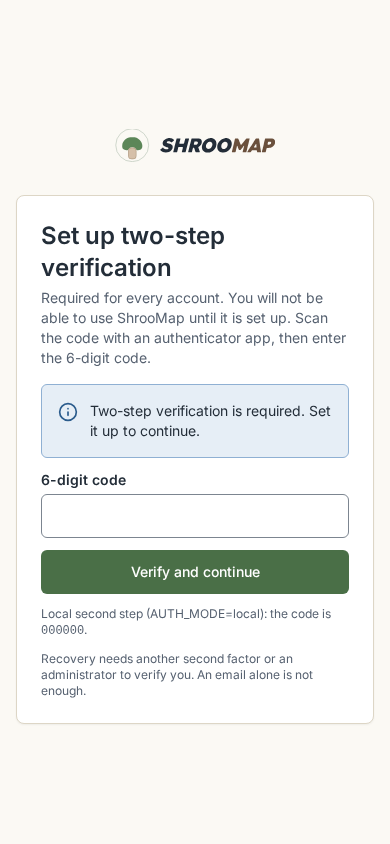 SHROOMAP
Set up two-step
verification
Required for every account. You will not be
able to use ShrooMap until it is set up. Scan
the code with an authenticator app, then enter
the 6-digit code.
Two-step verification is required. Set
it up to continue.
6-digit code
Verify and continue
Local second step (AUTH_MODE=local): the code is
000000.
Recovery needs another second factor or an
administrator to verify you. An email alone is not
enough.